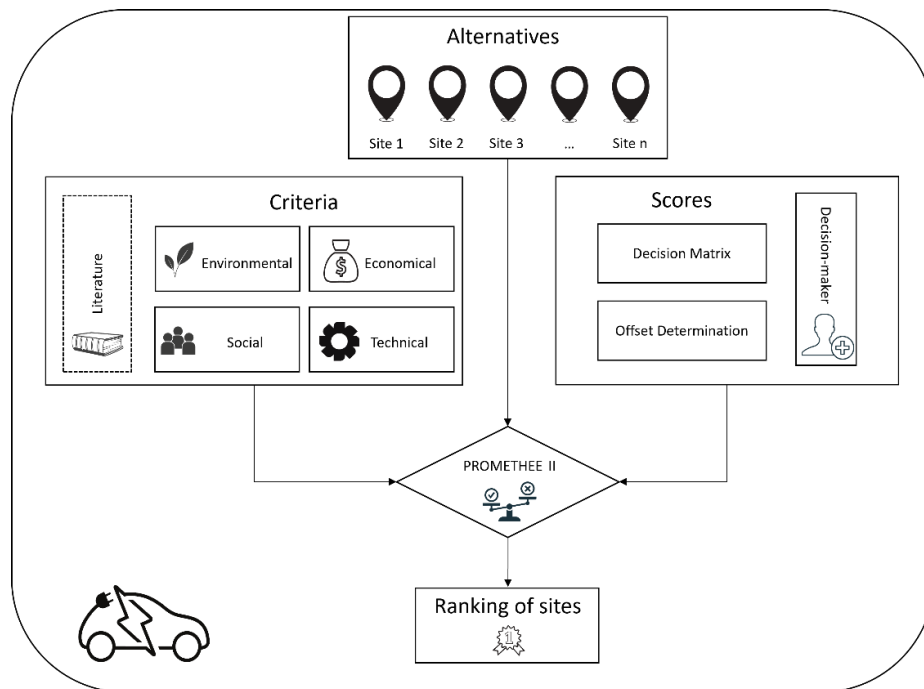 Alternatives
Site 1 Site 2 Site 3 ... Site n
Criteria
Literature
Environmental
Economical
Social
Technical
Scores
Decision Matrix
Offset Determination
Decision-maker
PROMETHEE II
Ranking of sites
1